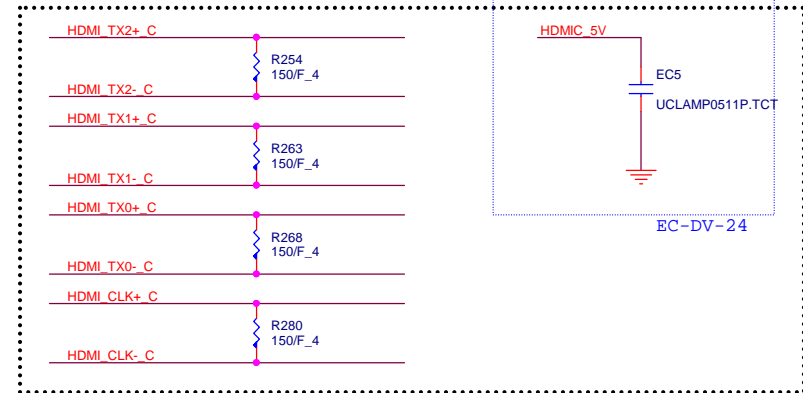 HDMI_TX2+_C
R254
150/F_4
HDMI_TX2-_C
HDMI_TX1+_C
R263
150/F_4
HDMI_TX1-_C
HDMI_TX0+_C
R268
150/F_4
HDMI_TX0-_C
HDMI_CLK+_C
R280
150/F_4
HDMI_CLK-_C
HDMIC_5V
EC5
UCLAMP0511P.TCT
EC-DV-24